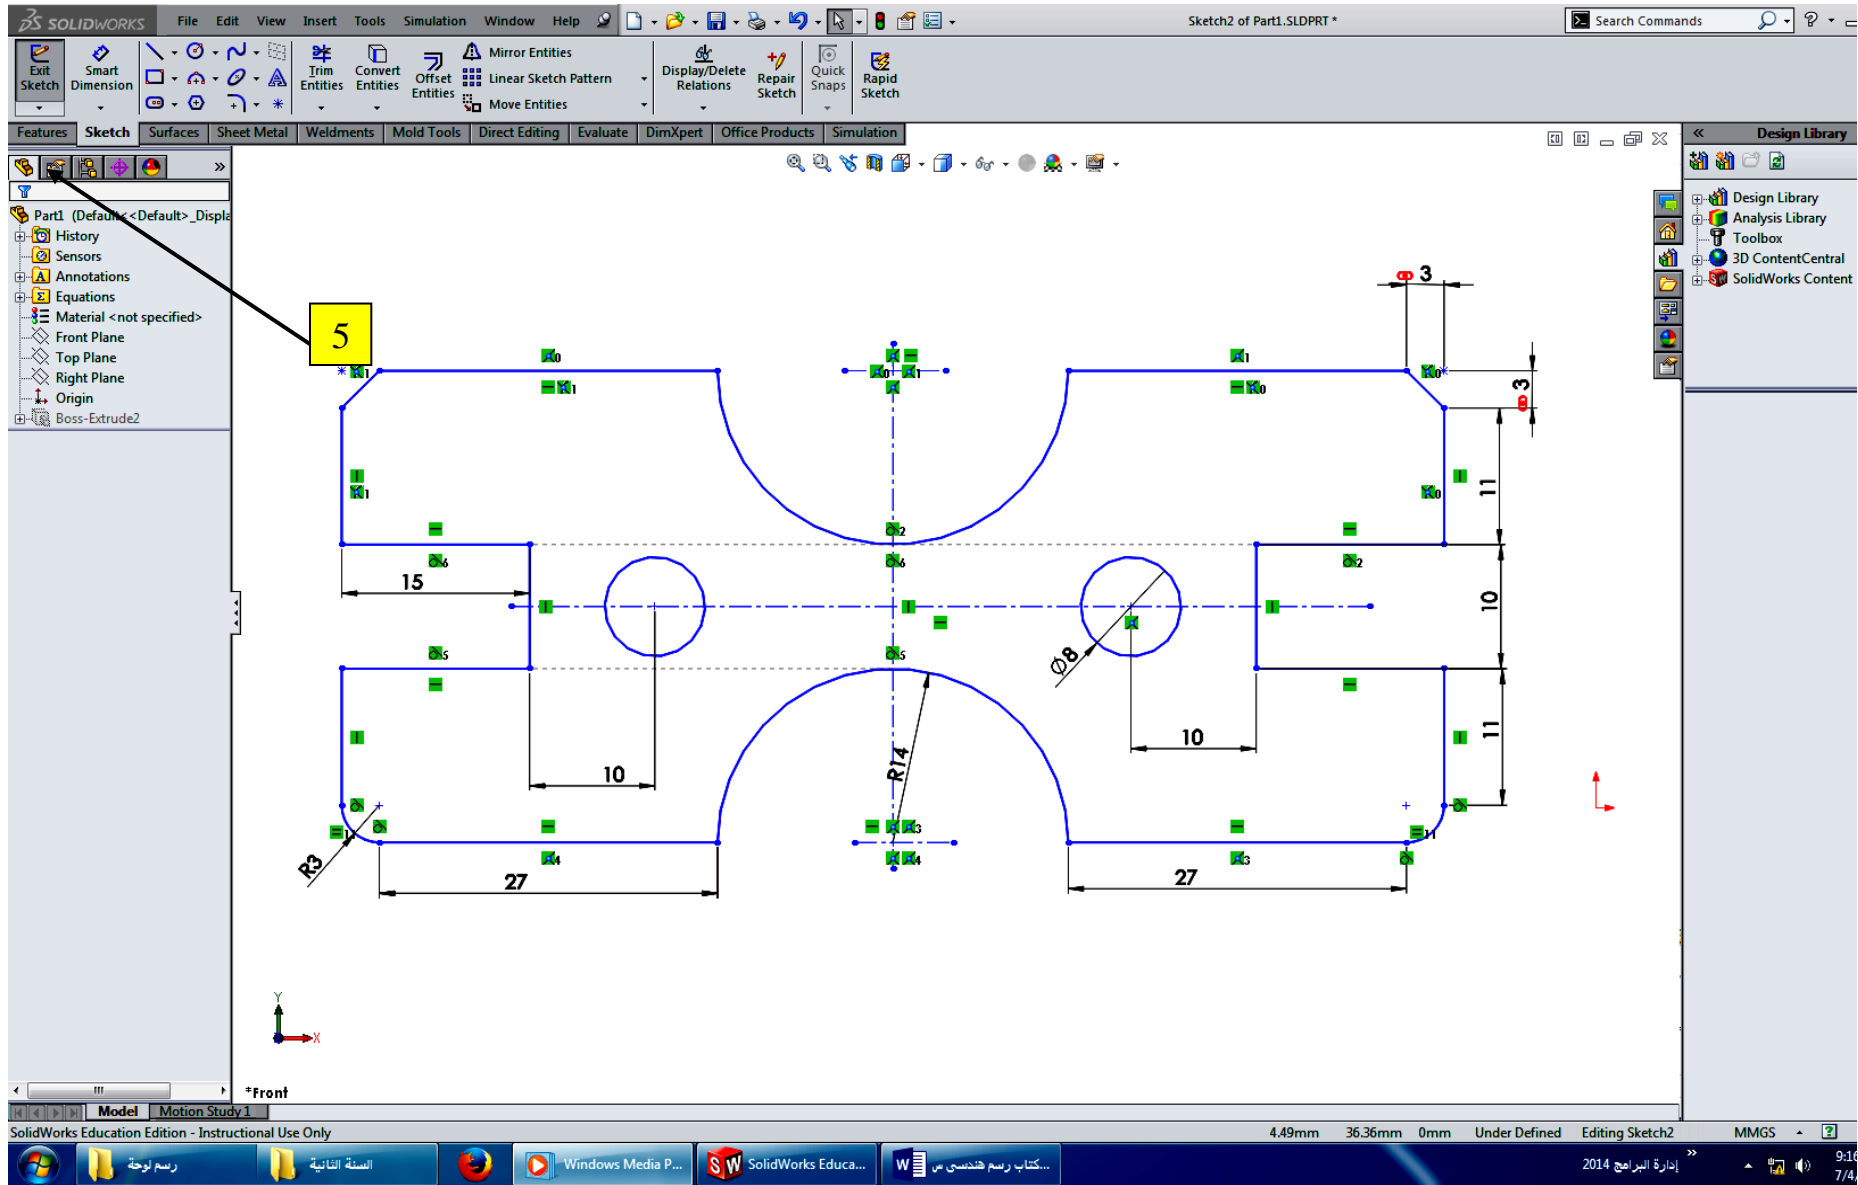 SOLIDWORKS File Edit View Insert Tools Simulation Window Help Sketch2 of Part1.SLDPRT * Search Commands ?
Exit Sketch
Smart Dimension
Trim Entities
Convert Entities
Offset Entities
Mirror Entities
Linear Sketch Pattern
Move Entities
Display/Delete Relations
Repair Sketch
Quick Snaps
Rapid Sketch
Features Sketch Surfaces Sheet Metal Weldments Mold Tools Direct Editing Evaluate DimXpert Office Products Simulation
« Design Library
»
Part1 (Default<<Default>_Displa
History
Sensors
Annotations
Equations
Material <not specified>
Front Plane
Top Plane
Right Plane
Origin
Boss-Extrude2
5
Design Library
Analysis Library
Toolbox
3D ContentCentral
SolidWorks Content
3
3
11
15
10
Ø8
10
10
11
R14
R3
27
27
Y
X
*Front
Model Motion Study 1
SolidWorks Education Edition - Instructional Use Only 4.49mm 36.36mm 0mm Under Defined Editing Sketch2 MMGS ?
رسم لوحة السنة الثانية Windows Media P... SolidWorks Educa... كتاب رسم هندسى س... إدارة البرامج 2014 » 9:16
7/4/